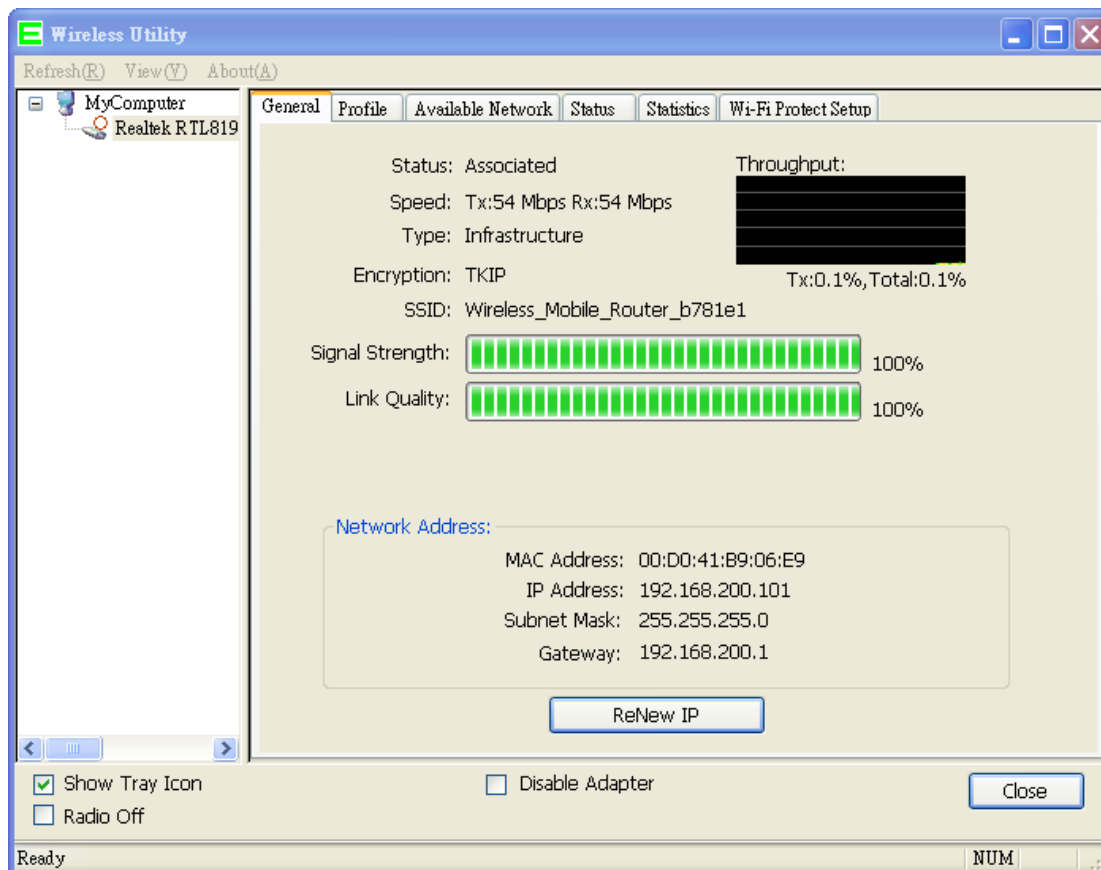 Wireless Utility
Refresh(R) View(V) About(A)
MyComputer
Realtek RTL819
General Profile Available Network Status Statistics Wi-Fi Protect Setup
Status: Associated
Throughput:
Speed: Tx:54 Mbps Rx:54 Mbps
Type: Infrastructure
Encryption: TKIP
Tx:0.1%,Total:0.1%
SSID: Wireless_Mobile_Router_b781e1
Signal Strength: 100%
Link Quality: 100%
Network Address:
MAC Address: 00:D0:41:B9:06:E9
IP Address: 192.168.200.101
Subnet Mask: 255.255.255.0
Gateway: 192.168.200.1
ReNew IP
Show Tray Icon
Disable Adapter
Radio Off
Close
Ready
NUM